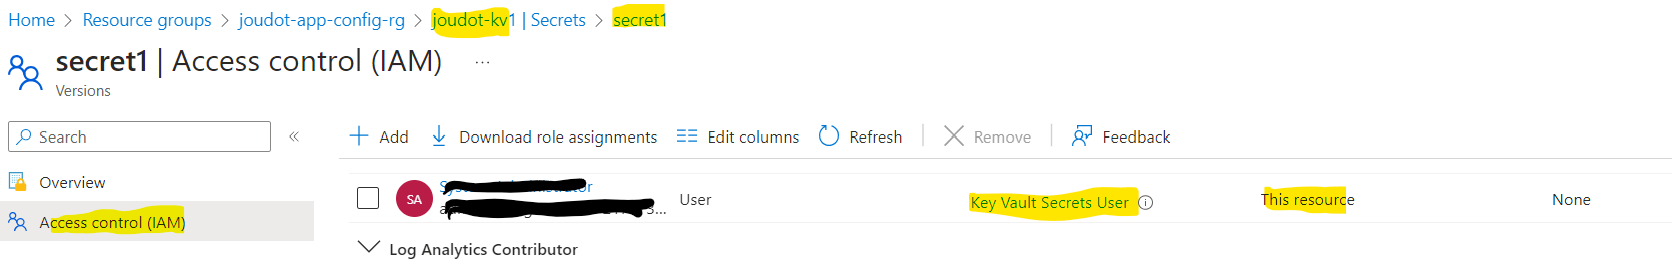 Home > Resource groups > joudot-app-config-rg > joudot-kv1 | Secrets > secret1
secret1 | Access control (IAM) ...
Versions
Search «
Add Download role assignments Edit columns Refresh Remove Feedback
Overview
Access control (IAM)
SA User Key Vault Secrets User This resource None
Log Analytics Contributor